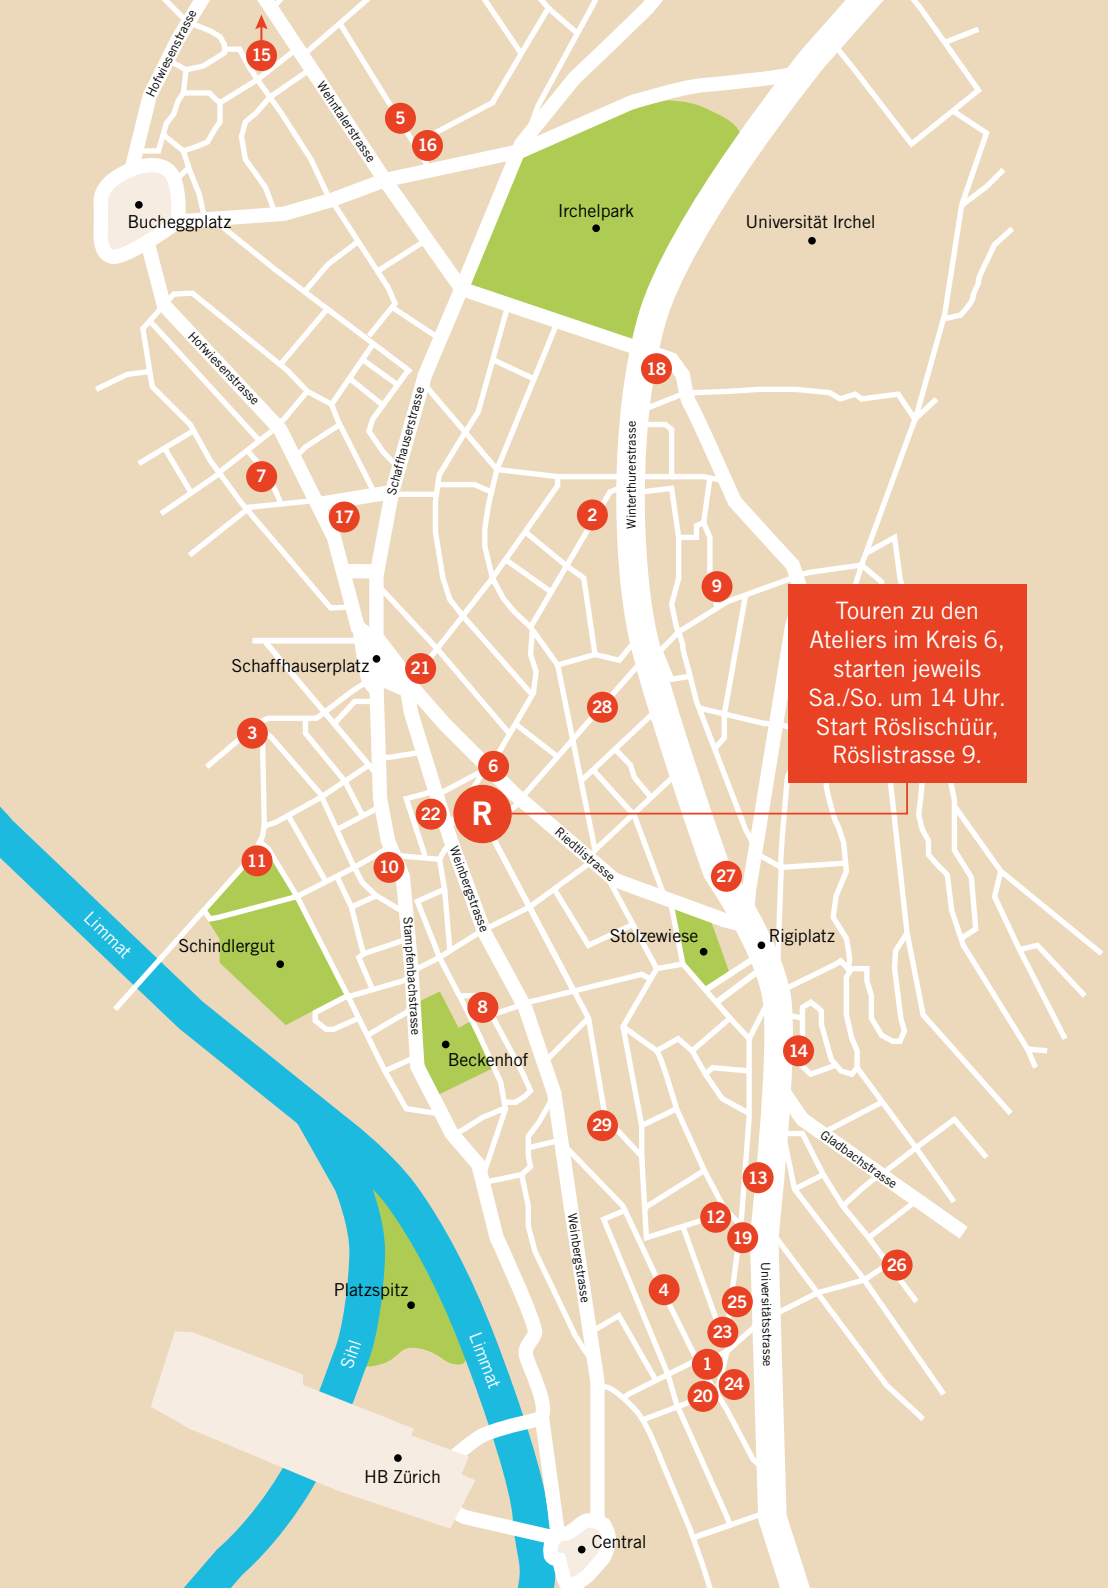 Hofwiesenstrasse
15
Wehntalerstrasse
5
16
Bucheggplatz
Irchelpark
Universität Irchel
Hofwiesenstrasse
18
Schaffhauserstrasse
Winterthurerstrasse
7
17
2
9
Touren zu den
Ateliers im Kreis 6,
starten jeweils
Sa./So. um 14 Uhr.
Start Röslischüür,
Röslistrasse 9.
Schaffhauserplatz
21
28
3
6
22
R
Riedtlistrasse
11
10
Weinbergstrasse
27
Limmat
Schindlergut
Stampfenbachstrasse
Stolzewiese
Rigiplatz
8
Beckenhof
14
29
Gladbachstrasse
13
12
19
Weinbergstrasse
26
Platzspitz
4
25
Universitätsstrasse
23
Sihl
Limmat
1
24
20
HB Zürich
Central